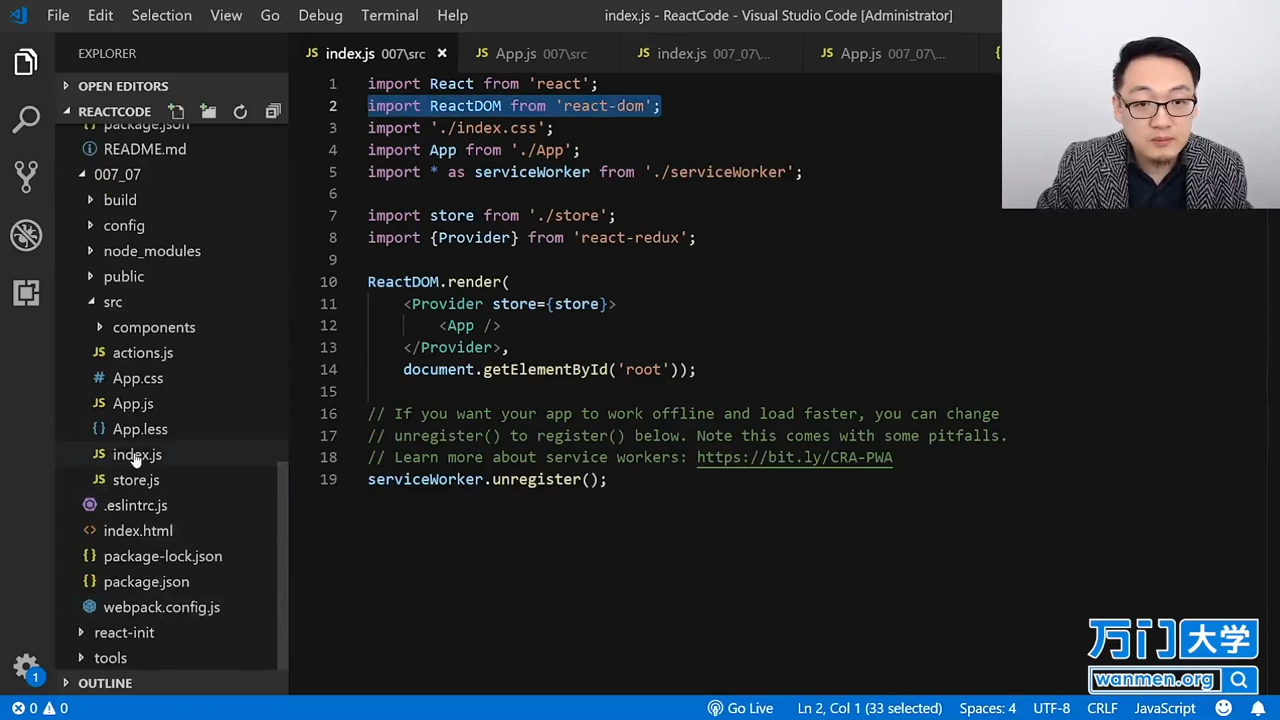 File Edit Selection View Go Debug Terminal Help index.js - ReactCode - Visual Studio Code [Administrator]
EXPLORER
OPEN EDITORS
REACTCODE
package.json
README.md
007_07
build
config
node_modules
public
src
components
actions.js
App.css
App.js
App.less
index.js
store.js
.eslintrc.js
index.html
package-lock.json
package.json
webpack.config.js
react-init
tools
OUTLINE
index.js 007\src App.js 007\src index.js 007_07\... App.js 007_07\...
1 import React from 'react';
2 import ReactDOM from 'react-dom';
3 import './index.css';
4 import App from './App';
5 import * as serviceWorker from './serviceWorker';
6
7 import store from './store';
8 import {Provider} from 'react-redux';
9
10 ReactDOM.render(
11 <Provider store={store}>
12 <App />
13 </Provider>,
14 document.getElementById('root'));
15
16 // If you want your app to work offline and load faster, you can change
17 // unregister() to register() below. Note this comes with some pitfalls.
18 // Learn more about service workers: https://bit.ly/CRA-PWA
19 serviceWorker.unregister();
万门大学
wanmen.org
1
0 0 Go Live Ln 2, Col 1 (33 selected) Spaces: 4 UTF-8 CRLF JavaScript